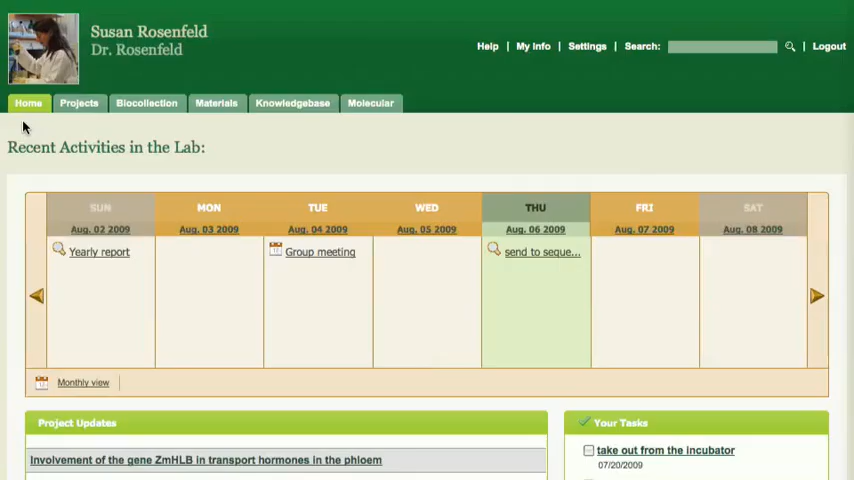 Susan Rosenfeld
Dr. Rosenfeld
Help | My Info | Settings | Search: Logout
Home Projects Biocollection Materials Knowledgebase Molecular
Recent Activities in the Lab:
SUN MON TUE WED THU FRI SAT
Aug. 02 2009 Aug. 03 2009 Aug. 04 2009 Aug. 05 2009 Aug. 06 2009 Aug. 07 2009 Aug. 08 2009
Yearly report Group meeting send to seque...
Monthly view
Project Updates Your Tasks
Involvement of the gene ZmHLB in transport hormones in the phloem take out from the incubator
07/20/2009